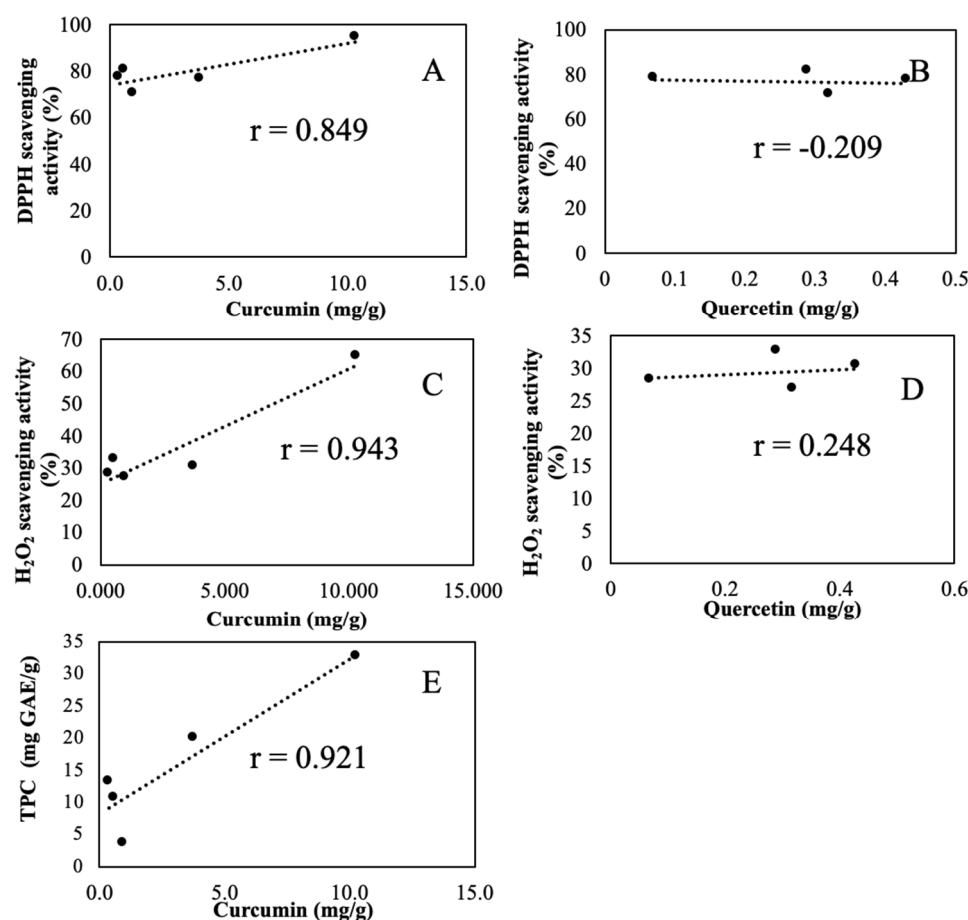 100
80
60
40
20
0
DPPH scavenging
activity (%)
A
r = 0.849
0.0 5.0 10.0 15.0
Curcumin (mg/g)
100
80
60
40
20
0
DPPH scavenging activity
(%)
B
r = -0.209
0 0.1 0.2 0.3 0.4 0.5
Quercetin (mg/g)
70
60
50
40
30
20
10
0
H₂O₂ scavenging activity
(%)
C
r = 0.943
0.000 5.000 10.000 15.000
Curcumin (mg/g)
35
30
25
20
15
10
5
0
H₂O₂ scavenging activity
(%)
D
r = 0.248
0 0.2 0.4 0.6
Quercetin (mg/g)
35
30
25
20
15
10
5
0
TPC (mg GAE/g)
E
r = 0.921
0.0 5.0 10.0 15.0
Curcumin (mg/g)